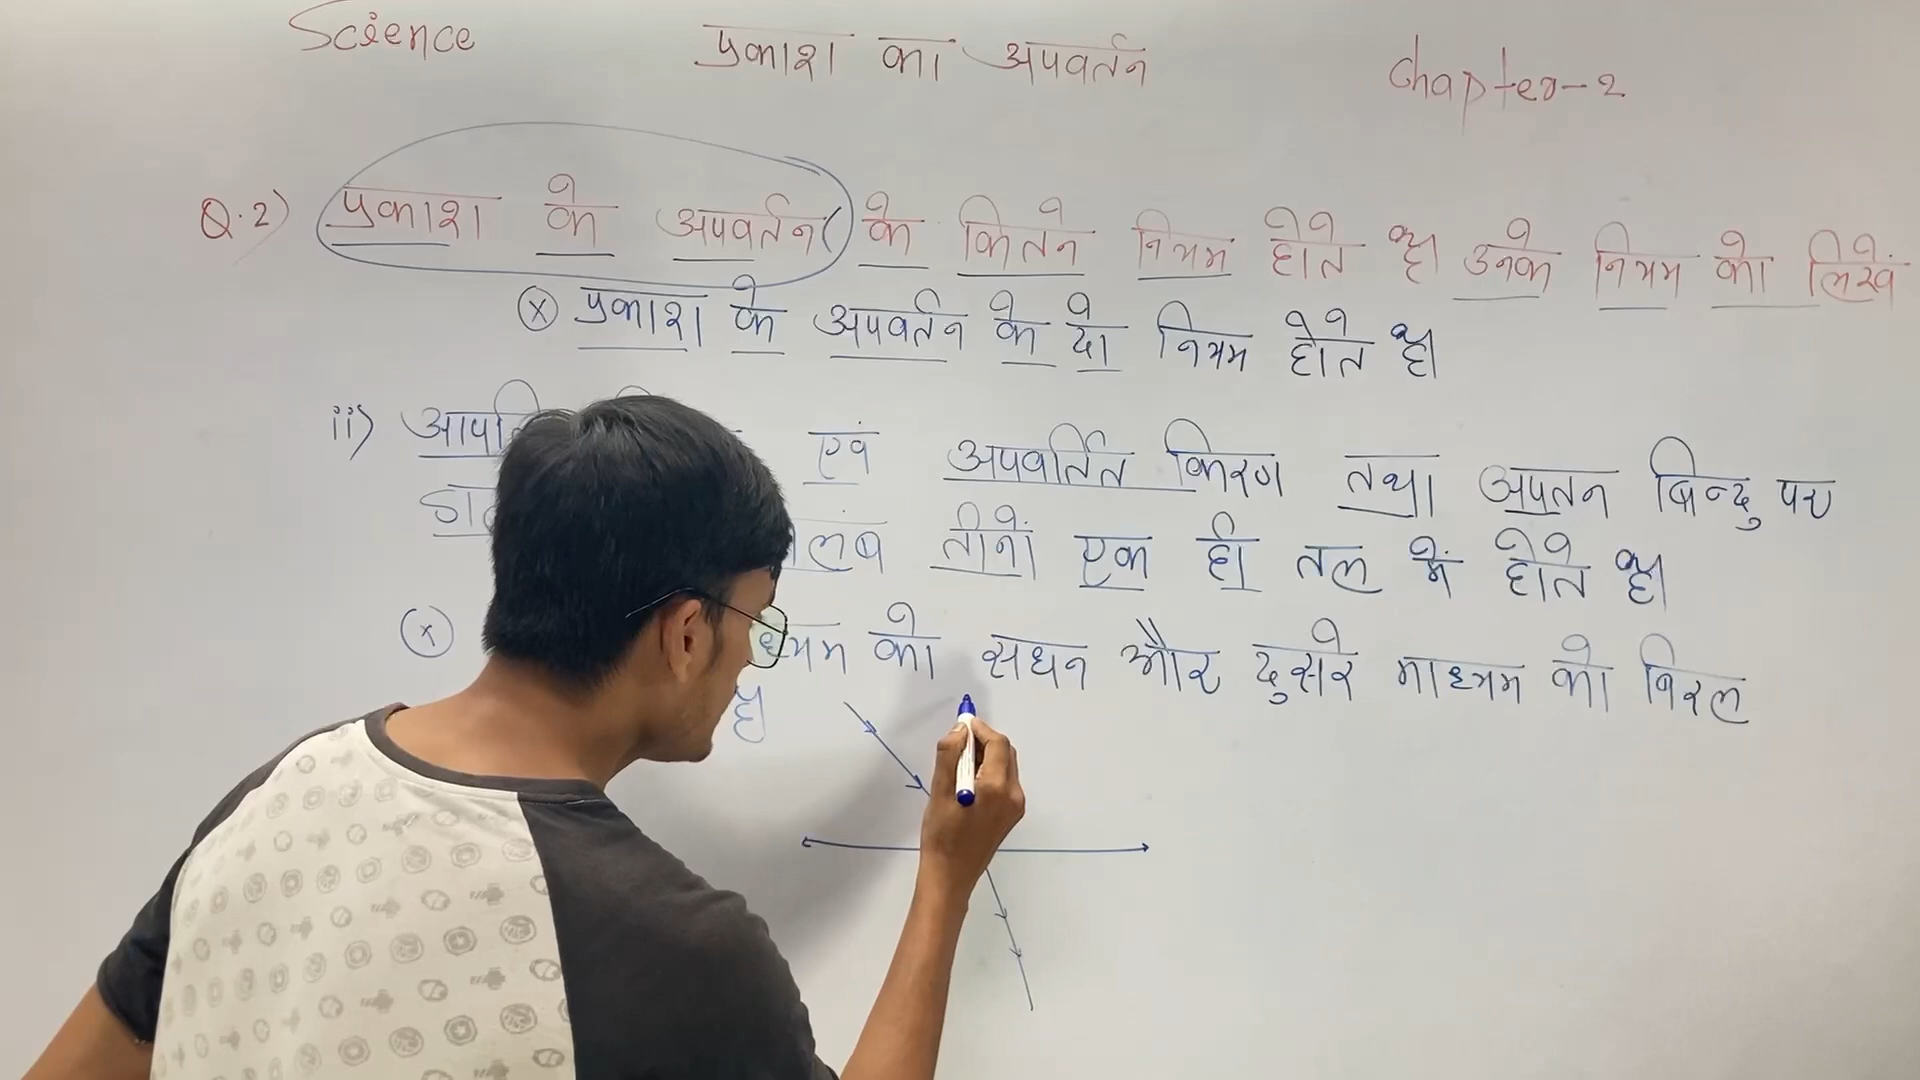 Science प्रकाश का अपवर्तन Chapter-2
Q.2) प्रकाश के अपवर्तन के कितने नियम होते है उनके नियम को लिखें
(x) प्रकाश के अपवर्तन के दो नियम होते है
ii) एवं अपवर्तित किरण तथा अपतन बिन्दु पर
तीनों एक ही तल में होते है
(x) को सघन और दुसरे माध्यम को विरल
है